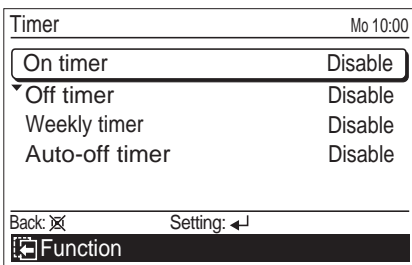 Timer Mo 10:00
On timer Disable
Off timer Disable
Weekly timer Disable
Auto-off timer Disable
Back: Setting:
Function